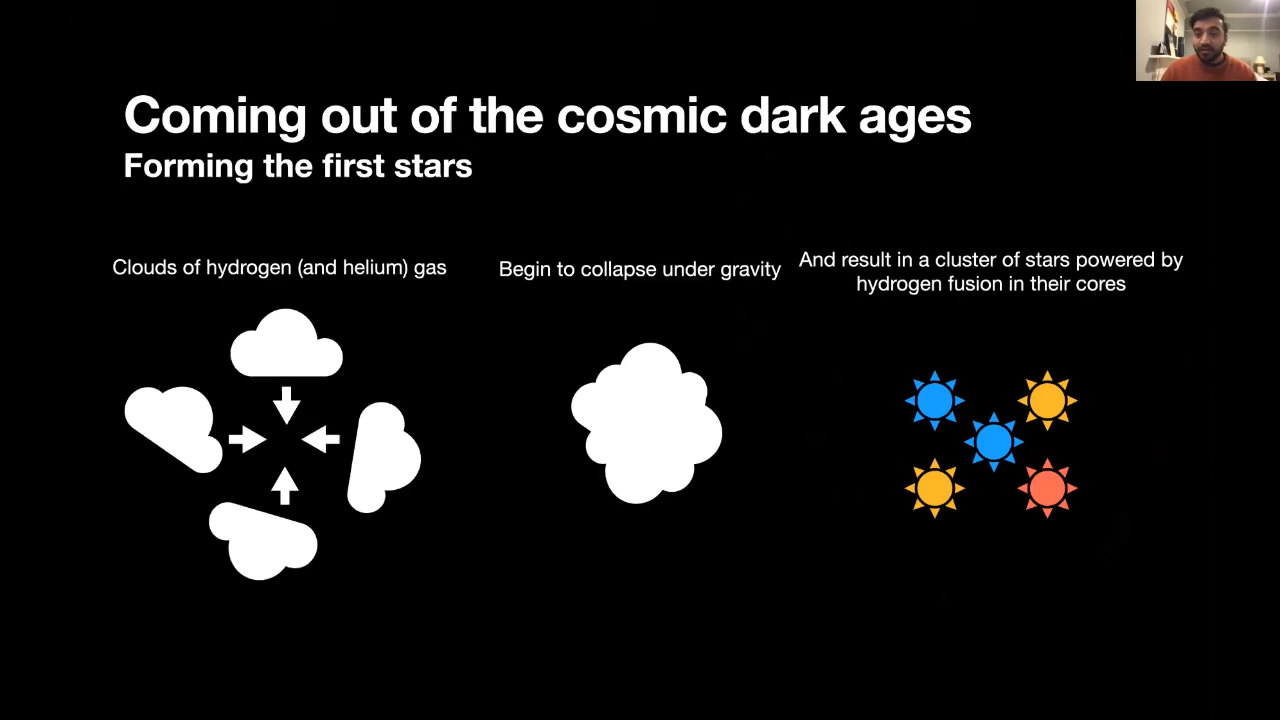 Coming out of the cosmic dark ages
Forming the first stars
Clouds of hydrogen (and helium) gas
Begin to collapse under gravity
And result in a cluster of stars powered by
hydrogen fusion in their cores